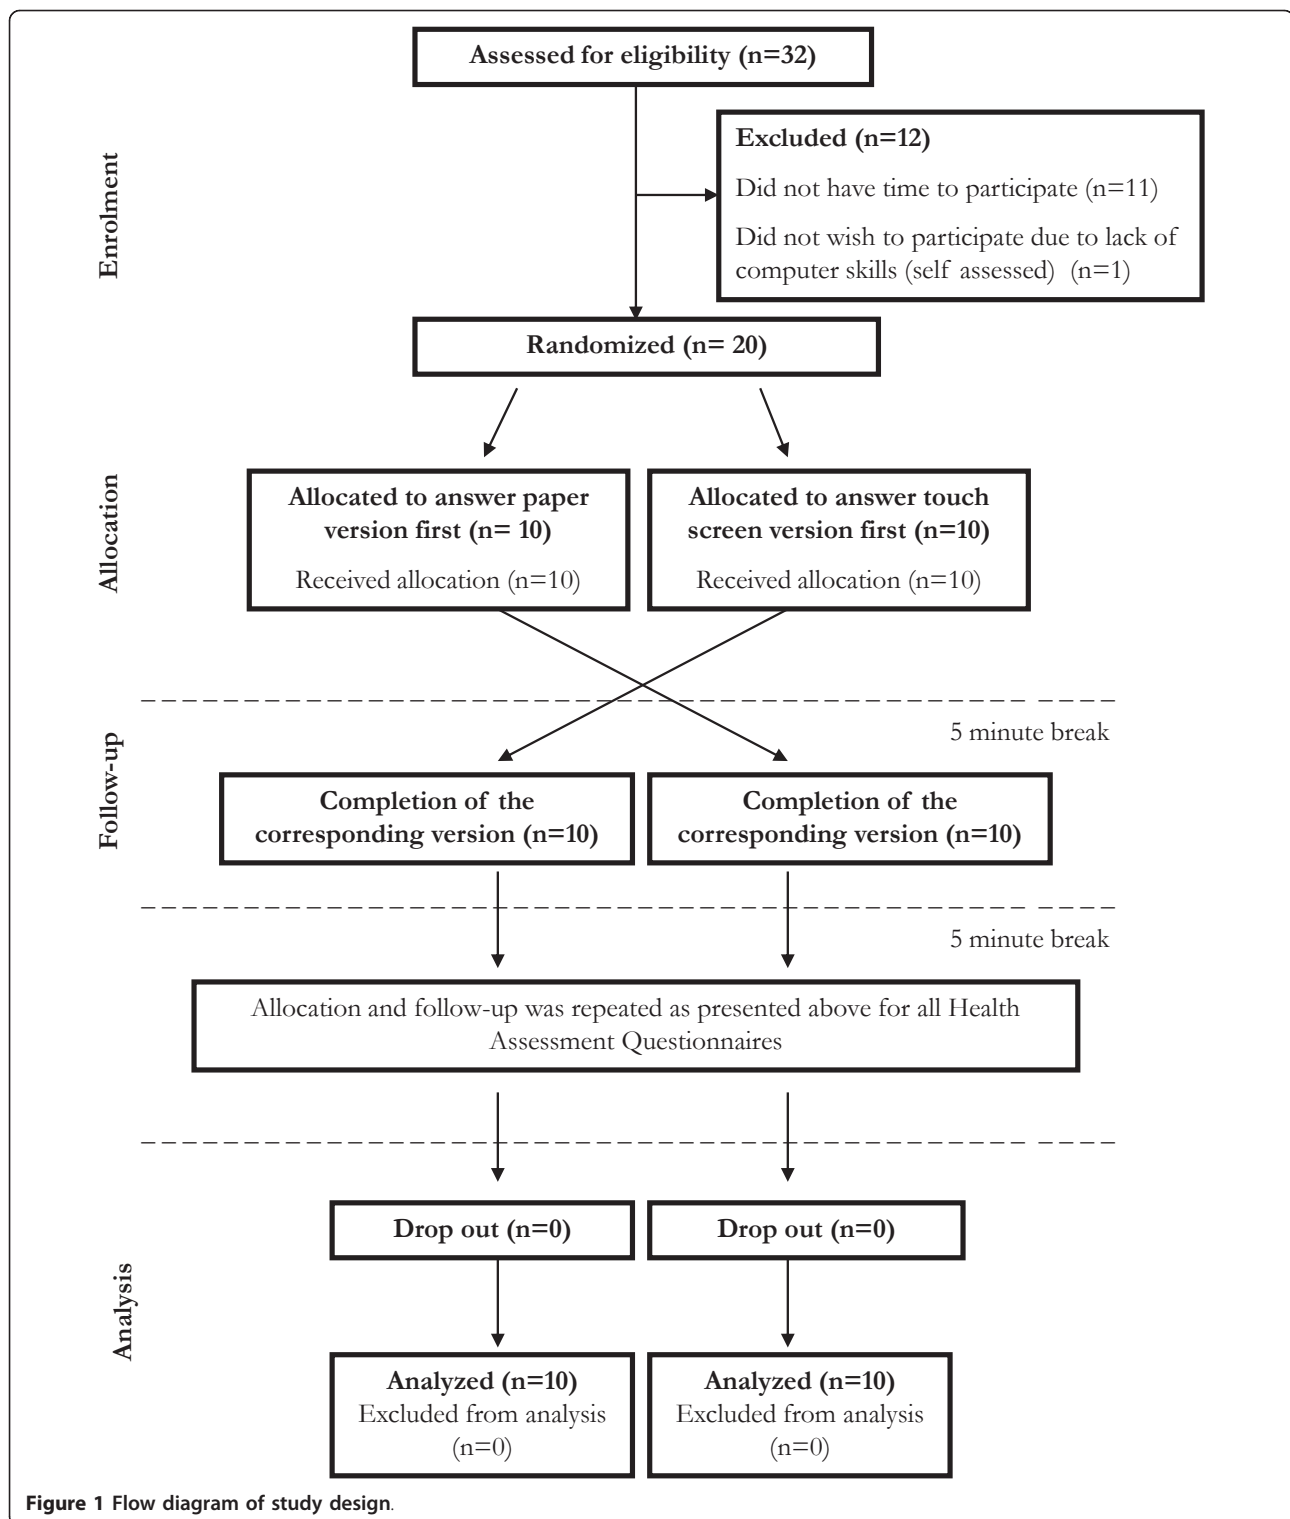 Assessed for eligibility (n=32)
Enrolment
Excluded (n=12)
Did not have time to participate (n=11)
Did not wish to participate due to lack of
computer skills (self assessed) (n=1)
Randomized (n= 20)
Allocation
Allocated to answer paper
version first (n= 10)
Received allocation (n=10)
Allocated to answer touch
screen version first (n=10)
Received allocation (n=10)
5 minute break
Follow-up
Completion of the
corresponding version (n=10)
Completion of the
corresponding version (n=10)
5 minute break
Allocation and follow-up was repeated as presented above for all Health
Assessment Questionnaires
Analysis
Drop out (n=0)
Drop out (n=0)
Analyzed (n=10)
Excluded from analysis
(n=0)
Analyzed (n=10)
Excluded from analysis
(n=0)
Figure 1 Flow diagram of study design.